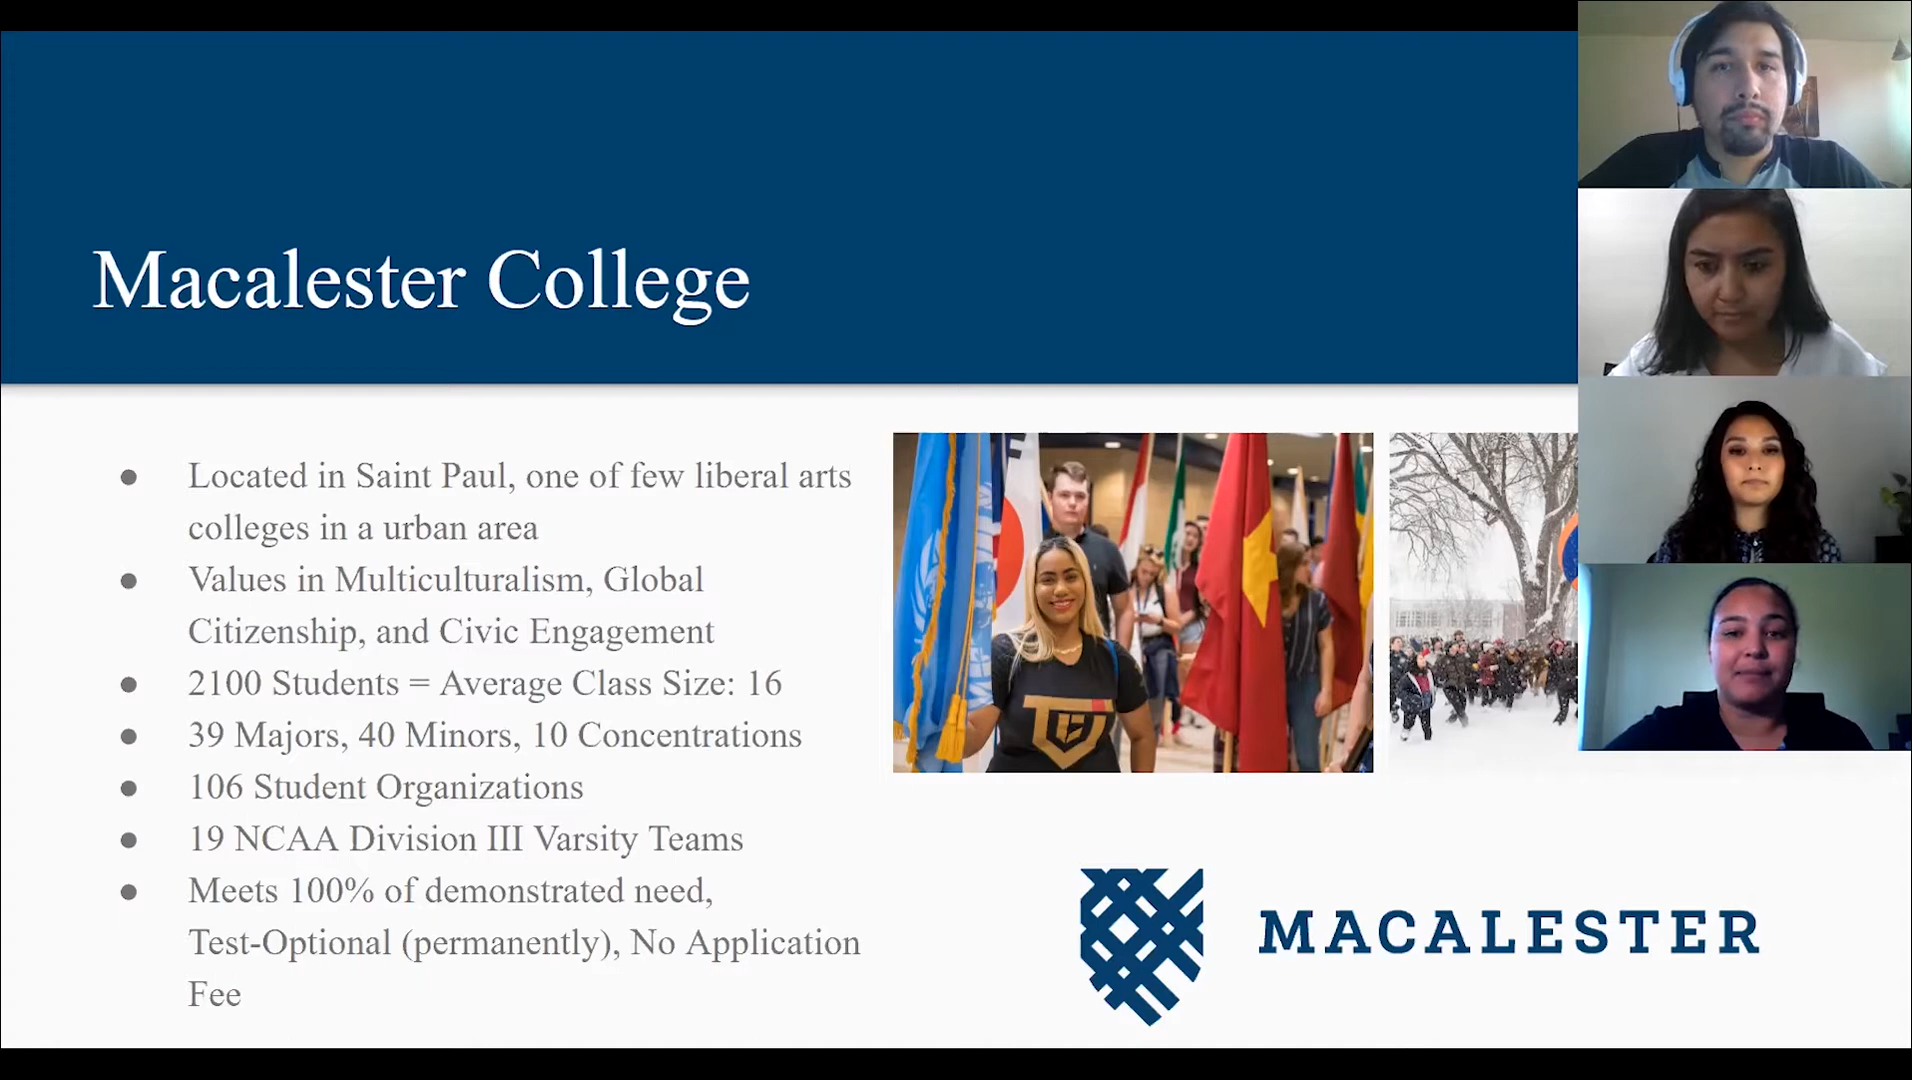 Macalester College
● Located in Saint Paul, one of few liberal arts
colleges in a urban area
● Values in Multiculturalism, Global
Citizenship, and Civic Engagement
● 2100 Students = Average Class Size: 16
● 39 Majors, 40 Minors, 10 Concentrations
● 106 Student Organizations
● 19 NCAA Division III Varsity Teams
● Meets 100% of demonstrated need,
Test-Optional (permanently), No Application
Fee
MACALESTER